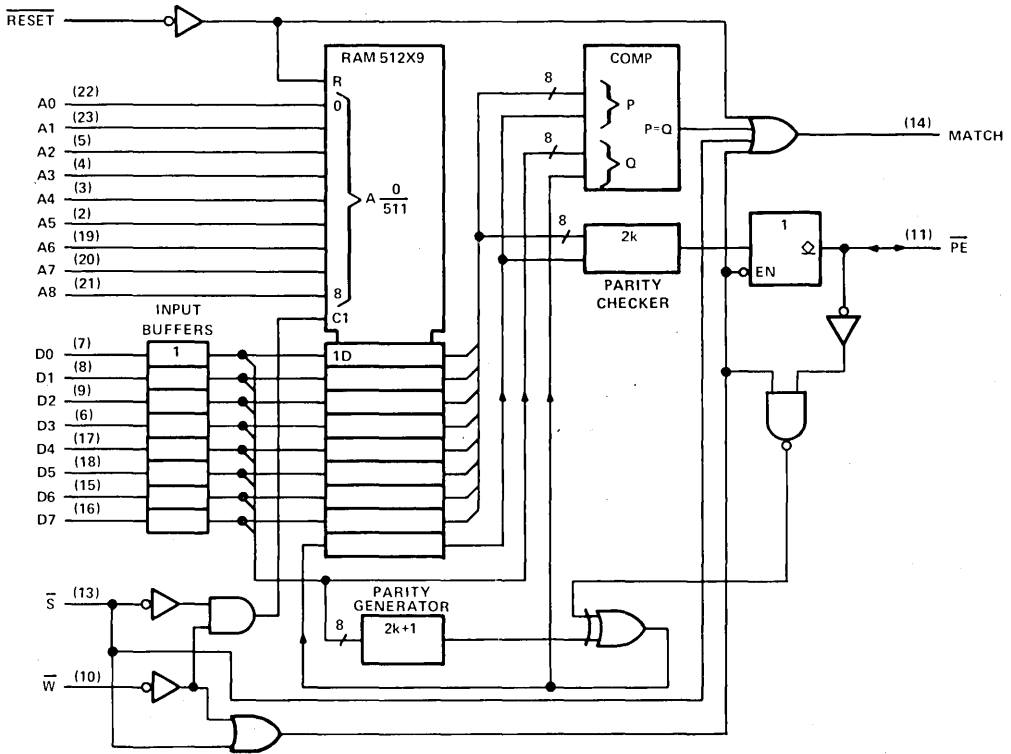 RESET
RAM 512X9
R
COMP
8
P
P=Q
8
Q
(14) MATCH
A0 (22)
0
A1 (23)
A2 (5)
A3 (4)
A4 (3)
A 0/511
A5 (2)
A6 (19)
A7 (20)
A8 (21)
8
C1
8
2k
PARITY
CHECKER
1
EN
(11) PE
INPUT
BUFFERS
D0 (7)
1
1D
D1 (8)
D2 (9)
D3 (6)
D4 (17)
D5 (18)
D6 (15)
D7 (16)
S (13)
PARITY
GENERATOR
8
2k+1
W (10)